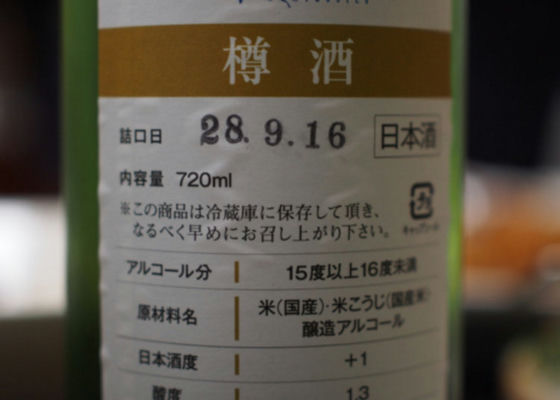 樽酒
詰口日 28.9.16 日本酒
内容量 720ml
※この商品は冷蔵庫に保存して頂き、
なるべく早めにお召し上がり下さい。
アルコール分 15度以上16度未満
原材料名 米(国産)・米こうじ(国産米)・
醸造アルコール
日本酒度 +1
酸度 1.3